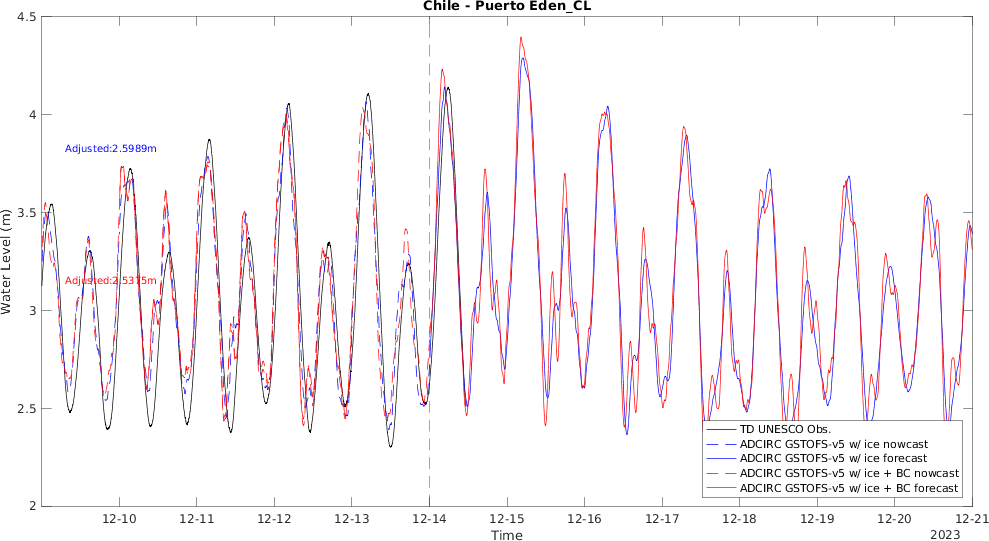 Chile - Puerto Eden_CL
4.5
4
3.5
3
2.5
2
Water Level (m)
Adjusted:2.5989m
Adjusted:2.5375m
TD UNESCO Obs.
ADCIRC GSTOFS-v5 w/ ice nowcast
ADCIRC GSTOFS-v5 w/ ice forecast
ADCIRC GSTOFS-v5 w/ ice + BC nowcast
ADCIRC GSTOFS-v5 w/ ice + BC forecast
12-10 12-11 12-12 12-13 12-14 12-15 12-16 12-17 12-18 12-19 12-20 12-21
Time
2023